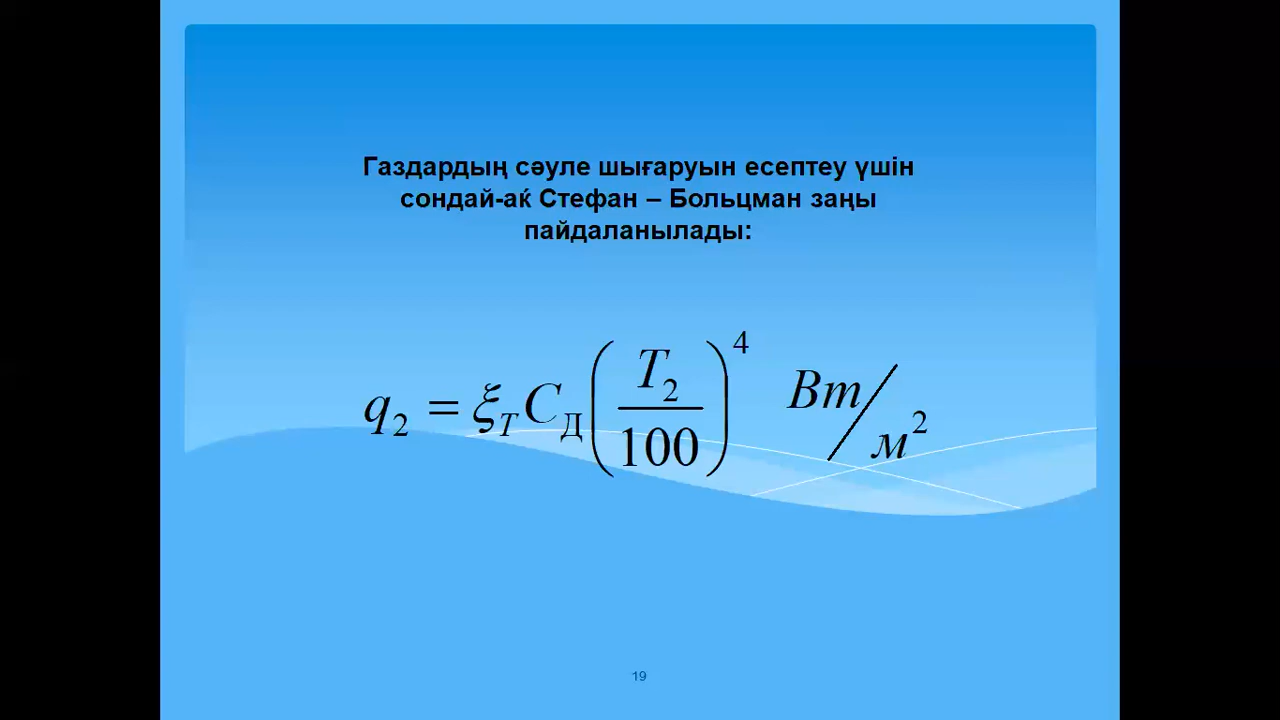 Газдардың сәуле шығаруын есептеу үшін
сондай-аќ Стефан – Больцман заңы
пайдаланылады:
q₂ = ξ_T C_Д (T₂/100)⁴ Вт/м²
19